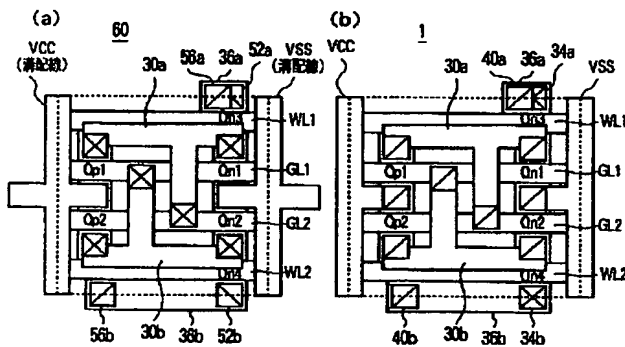 (a)
60
56a
36a
52a
VCC
(溝配線)
30a
VSS
(溝配線)
Qn3
WL1
Qp1
Qn1
GL1
Qp2
Qn2
GL2
Qn4
WL2
56b
36b
30b
52b
(b)
1
40a
36a
34a
VCC
30a
VSS
Qn3
WL1
Qp1
Qn1
GL1
Qp2
Qn2
GL2
Qn4
WL2
40b
30b
36b
34b